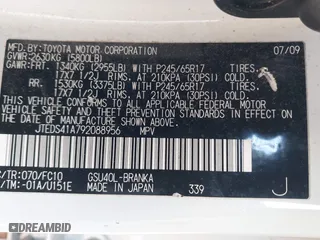 MFD. BY:TOYOTA MOTOR CORPORATION 07/09
GVWR:2630KG (5800LB)
GAWR:FRT. 1340KG (2955LB) WITH P245/65R17 TIRES,
17X7 1/2J RIMS, AT 210KPA (30PSI) COLD
RR. 1530KG (3375LB) WITH P245/65R17 TIRES,
17X7 1/2J RIMS, AT 210KPA (30PSI) COLD
THIS VEHICLE CONFORMS TO ALL APPLICABLE
FEDERAL MOTOR VEHICLE SAFETY, BUMPER, AND
THEFT PREVENTION STANDARDS IN EFFECT ON THE
DATE OF MANUFACTURE SHOWN ABOVE.
JTEDS41A792088956 MPV
C/TR:070/FC10 GSU40L-BRANKA
A/TM:-01A/U151E MADE IN JAPAN 339 J
© AutoBidMaster
AutoBidMaster.com